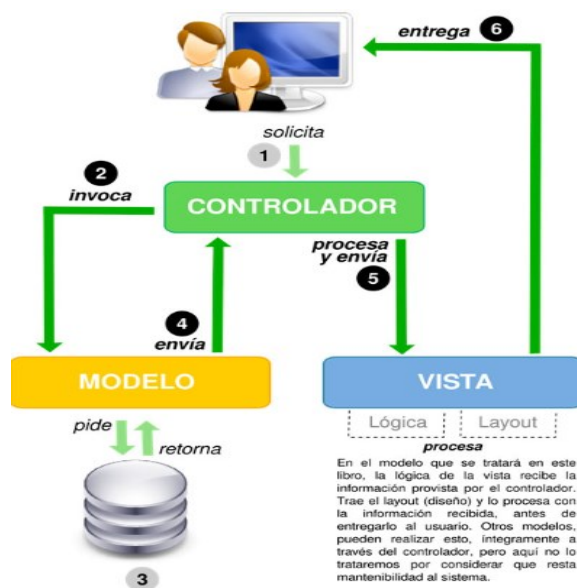 entrega 6
solicita
1
2
invoca
CONTROLADOR
procesa
y envía
5
4
envía
MODELO
VISTA
Lógica
Layout
pide
retorna
procesa
En el modelo que se tratará en este
libro, la lógica de la vista recibe la
información provista por el controlador.
Trae el layout (diseño) y lo procesa con
la información recibida, antes de
entregarlo al usuario. Otros modelos,
pueden realizar esto, íntegramente a
través del controlador, pero aquí no lo
trataremos por considerar que resta
mantenibilidad al sistema.
3